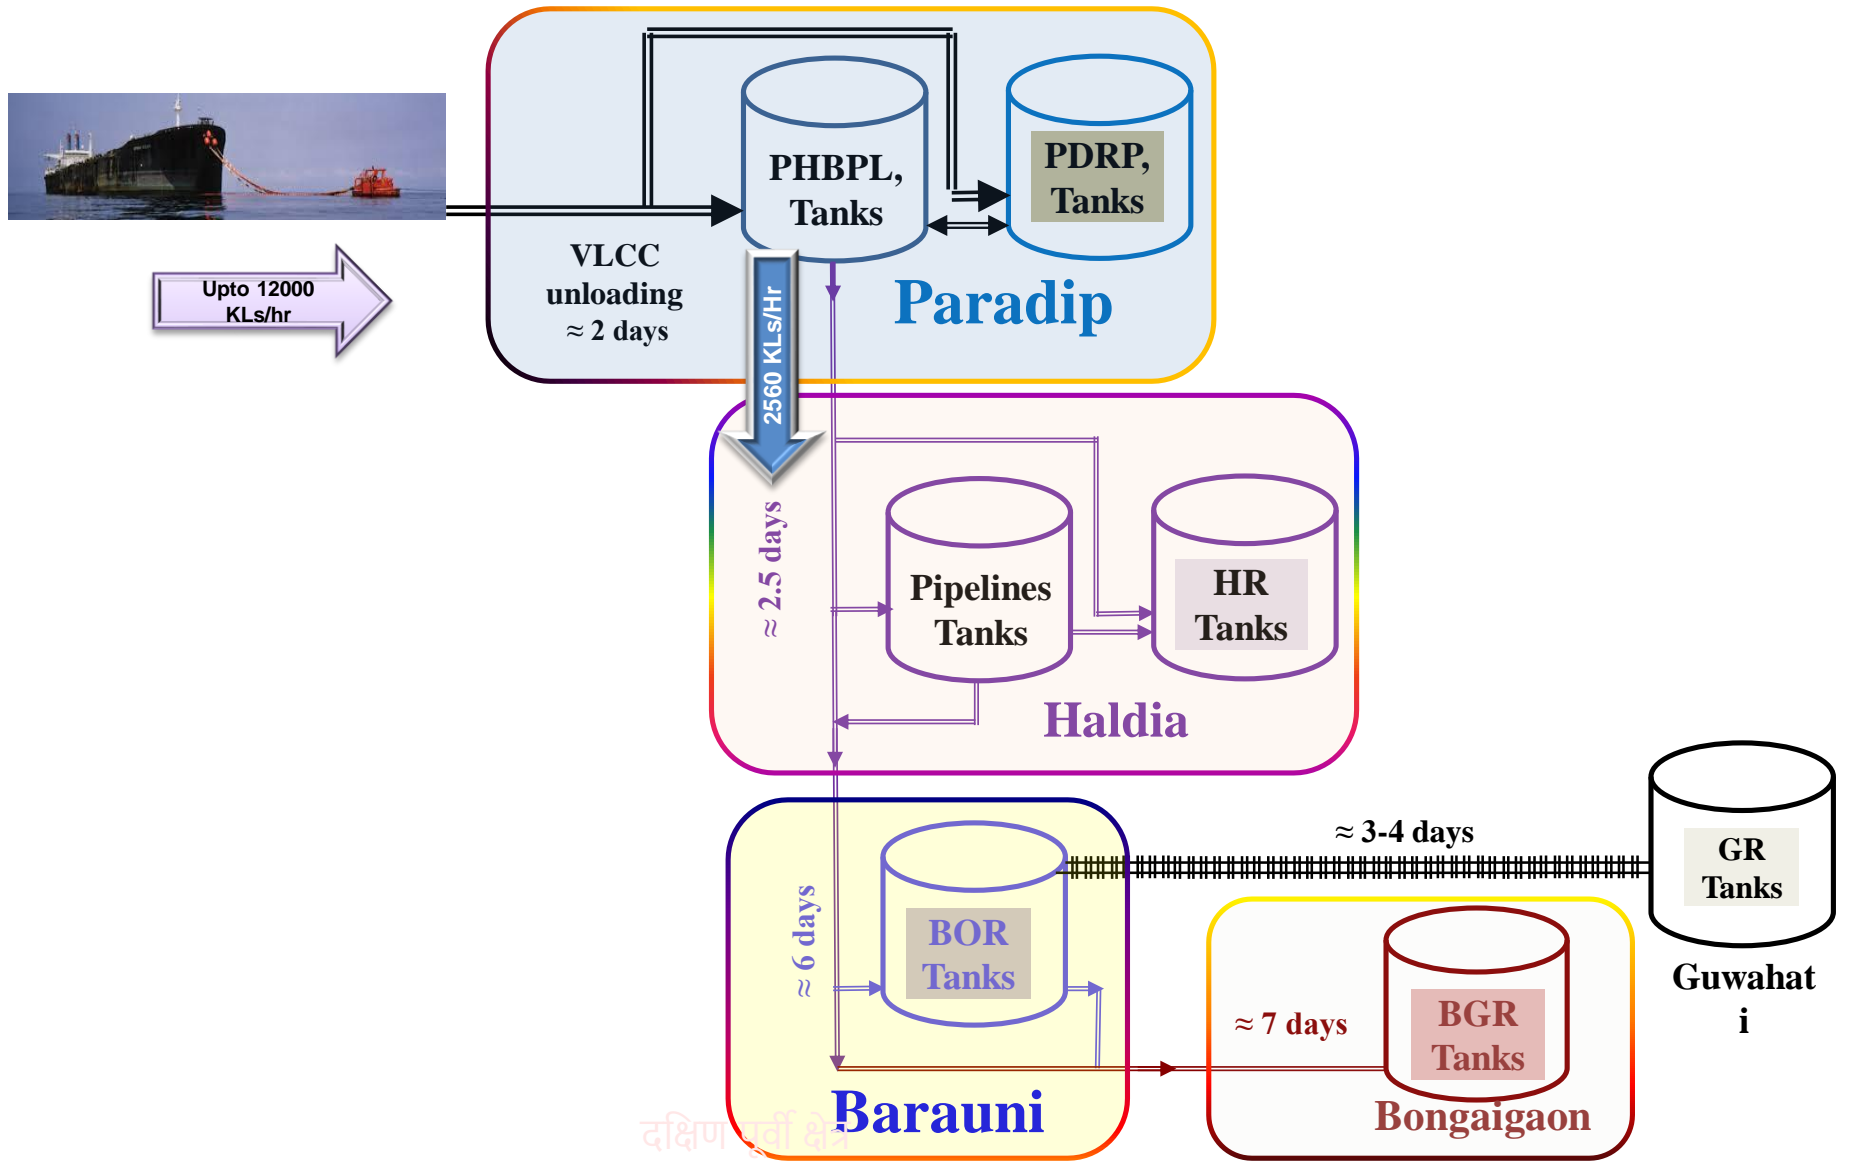 PHBPL,
Tanks
PDRP,
Tanks
VLCC
unloading
≈ 2 days
Paradip
Upto 12000
KLs/hr
2560 KLs/Hr
≈ 2.5 days
Pipelines
Tanks
HR
Tanks
Haldia
≈ 3-4 days
GR
Tanks
Guwahat
i
≈ 6 days
BOR
Tanks
≈ 7 days
BGR
Tanks
Barauni
Bongaigaon
दक्षिण पूर्वी क्षेत्र